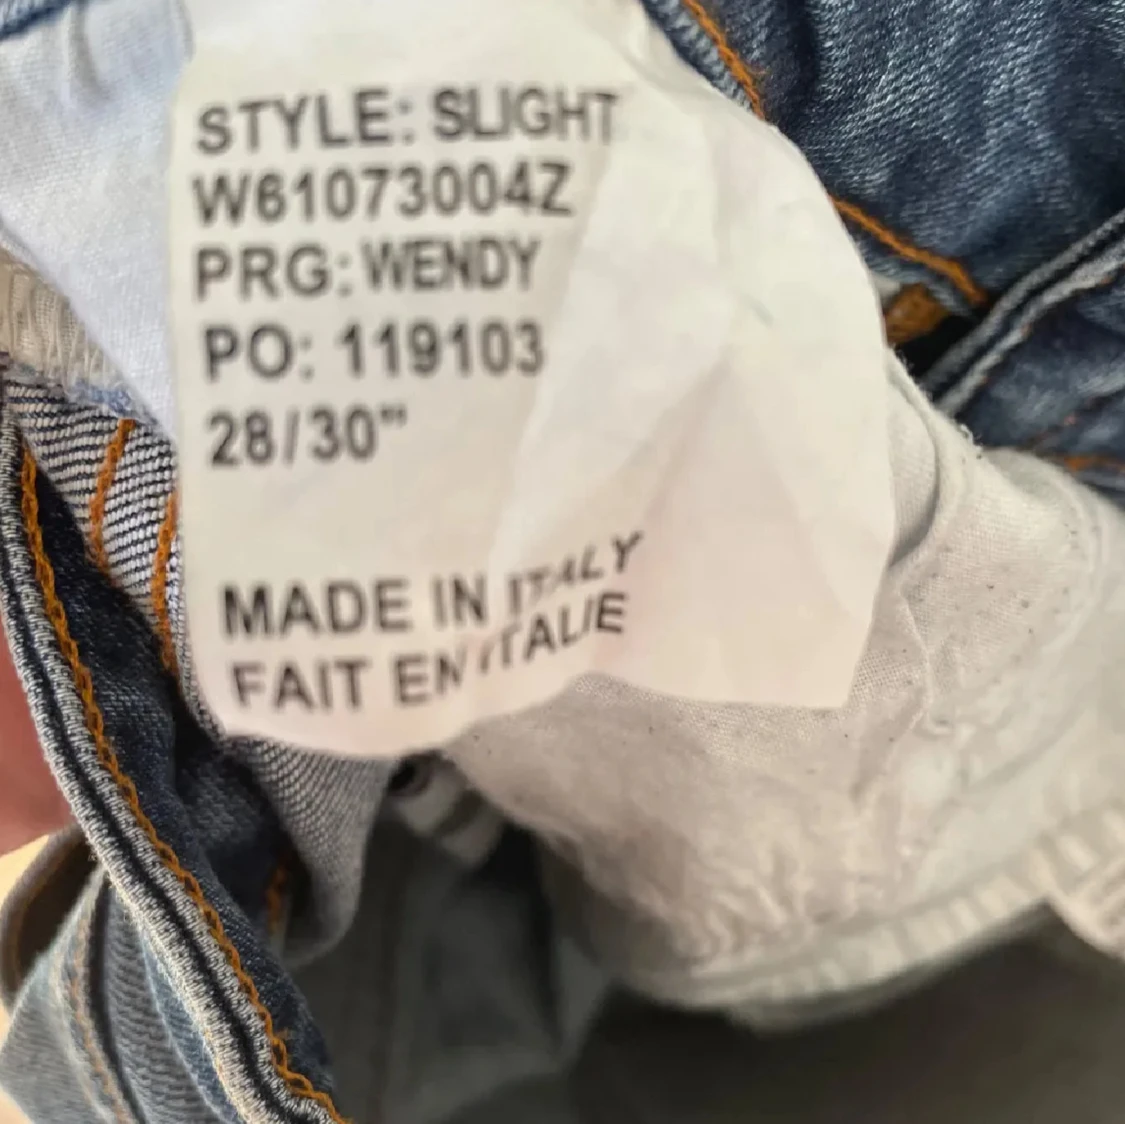 STYLE: SLIGHT
W61073004Z
PRG: WENDY
PO: 119103
28/30"
MADE IN ITALY
FAIT EN ITALIE